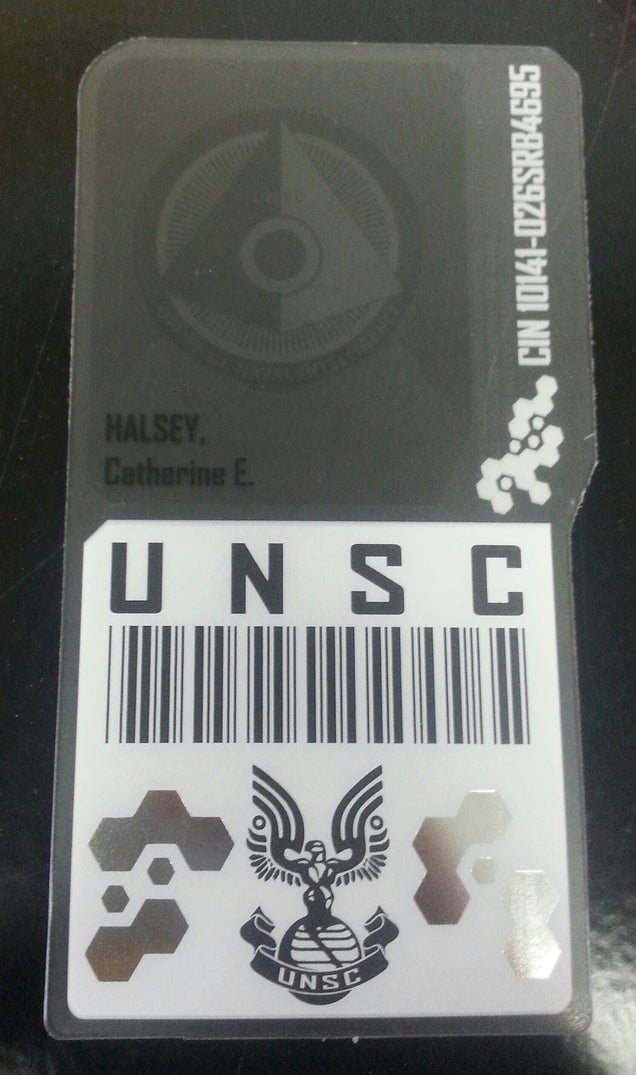 CIN 10141-026SRB4695
HALSEY,
Catherine E.
UNSC
UNSC